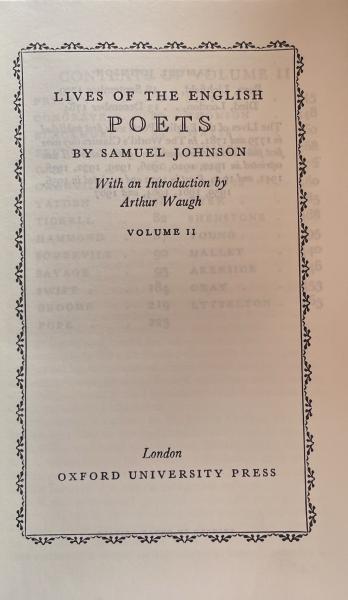 LIVES OF THE ENGLISH
POETS
BY SAMUEL JOHNSON
With an Introduction by
Arthur Waugh
VOLUME II
London
OXFORD UNIVERSITY PRESS